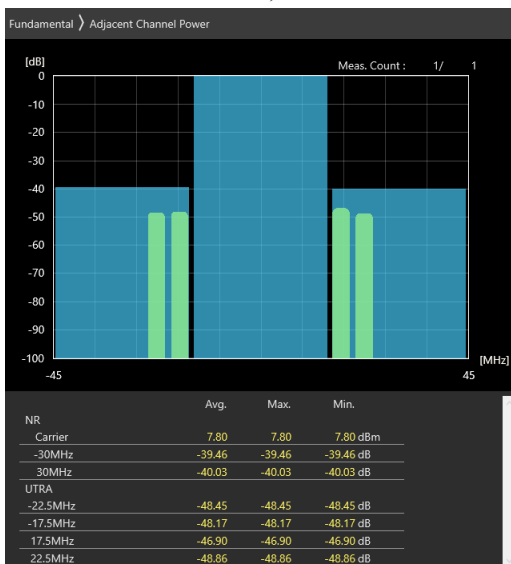 Fundamental 〉 Adjacent Channel Power
[dB]
Meas. Count : 1/ 1
0
-10
-20
-30
-40
-50
-60
-70
-80
-90
-100
[MHz]
-45 45
Avg. Max. Min.
NR
Carrier 7.80 7.80 7.80 dBm
-30MHz -39.46 -39.46 -39.46 dB
30MHz -40.03 -40.03 -40.03 dB
UTRA
-22.5MHz -48.45 -48.45 -48.45 dB
-17.5MHz -48.17 -48.17 -48.17 dB
17.5MHz -46.90 -46.90 -46.90 dB
22.5MHz -48.86 -48.86 -48.86 dB